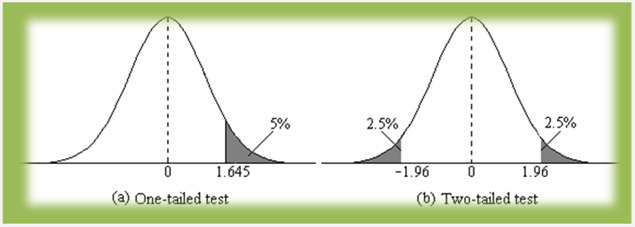 5%
2.5% 2.5%
0 1.645 −1.96 0 1.96
(a) One-tailed test (b) Two-tailed test